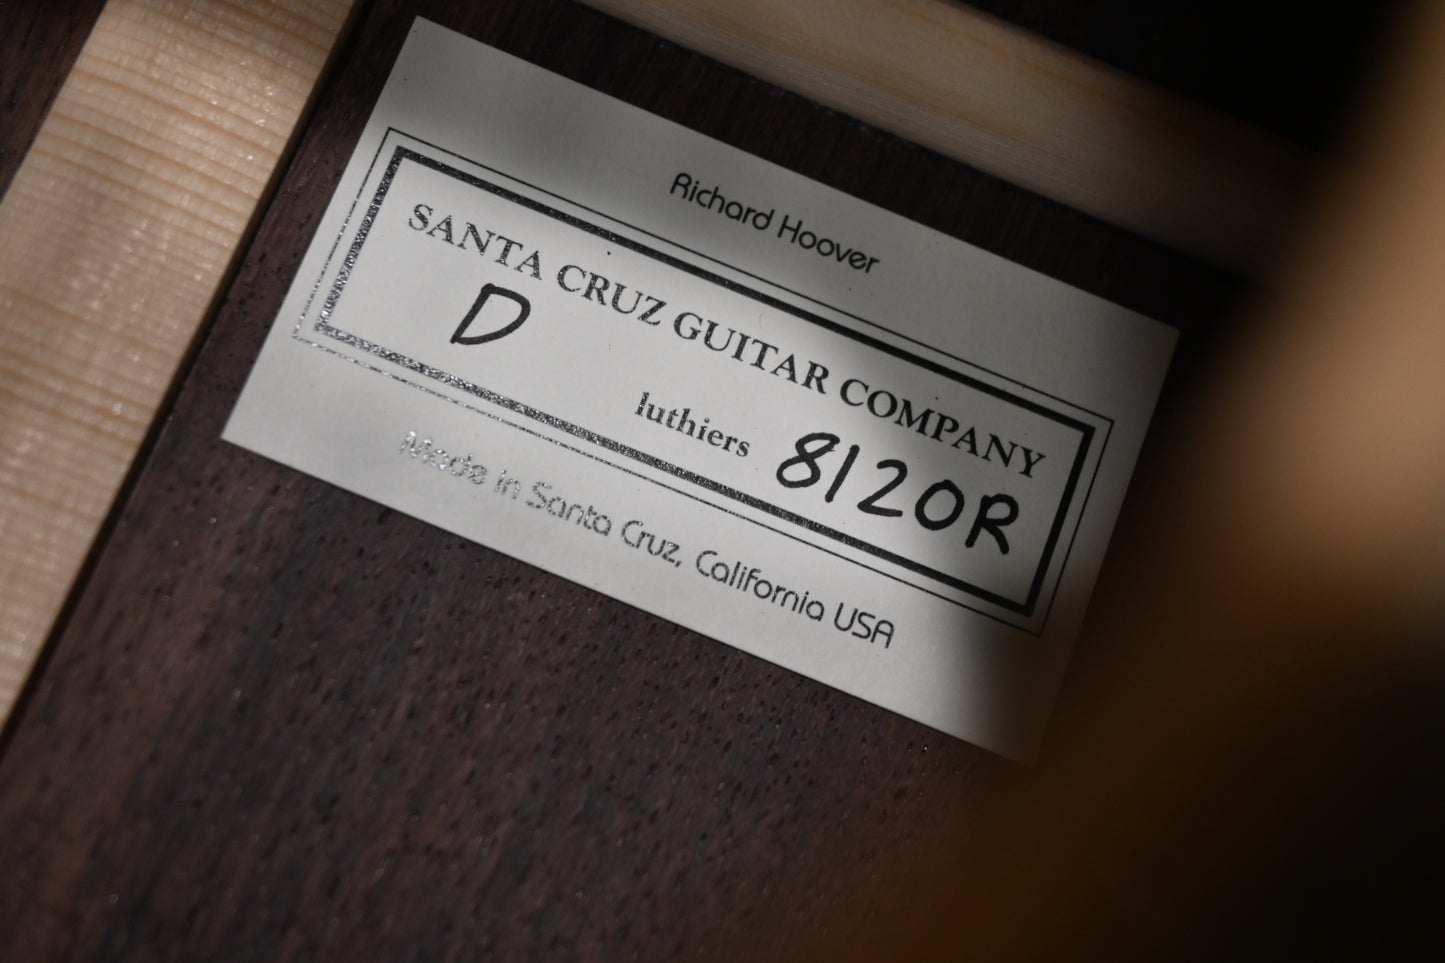 Richard Hoover
SANTA CRUZ GUITAR COMPANY
D
luthiers 8120R
Made in Santa Cruz, California USA